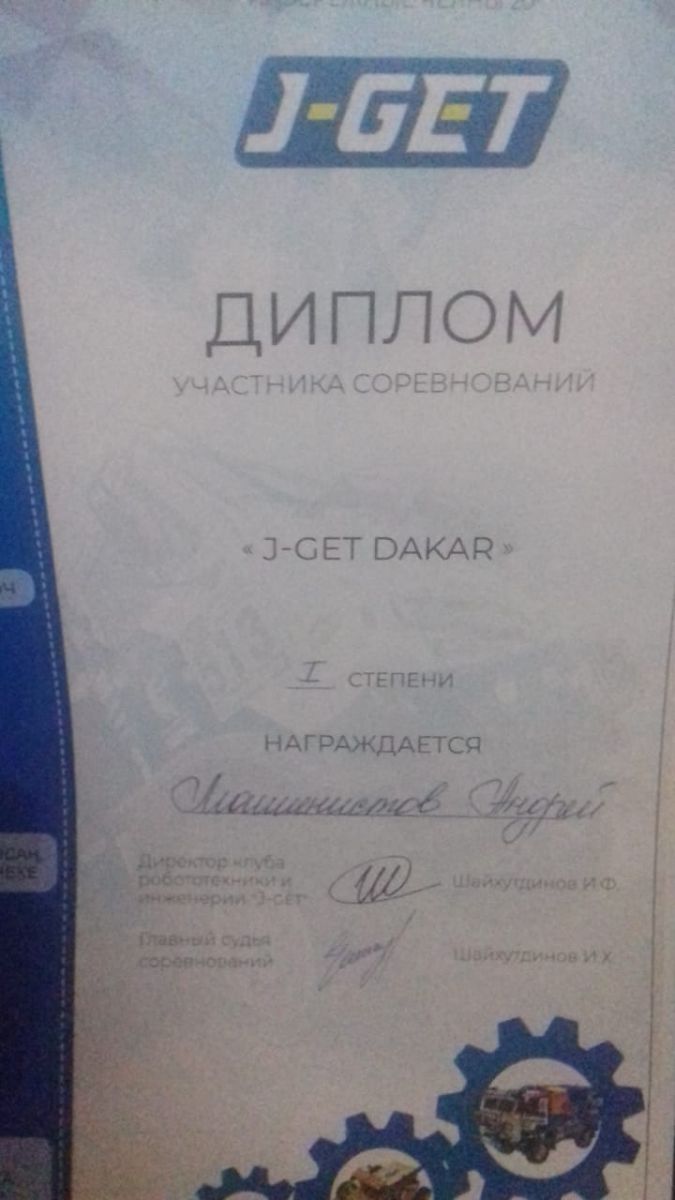 J-GET
ДИПЛОМ
УЧАСТНИКА СОРЕВНОВАНИЙ
« J-GET DAKAR »
I СТЕПЕНИ
НАГРАЖДАЕТСЯ
Машинистов Андрей
Директор клуба
робототехники и
инженерии "J-GET"
Шайхутдинов И.Ф.
Главный судья
соревнований
Шайхутдинов И.Х.